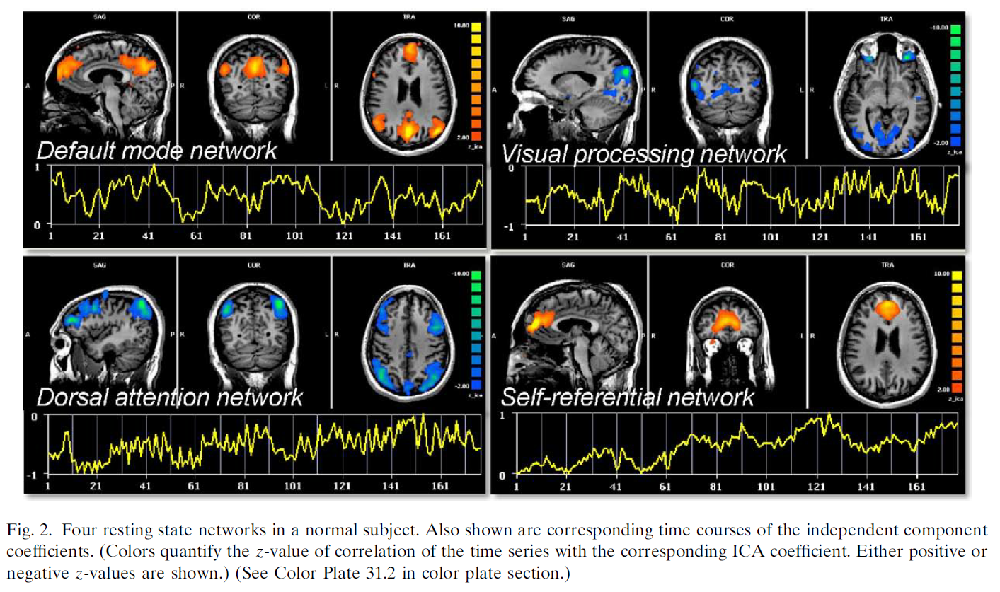 SAG COR TRA
10.00
A P R L R
2.00
z_ica
Default mode network
1
0
1 21 41 61 81 101 121 141 161
SAG COR TRA
-10.00
A P R L R
-2.00
z_ica
Visual processing network
0
-1
1 21 41 61 81 101 121 141 161
SAG COR TRA
-10.00
A P R L R
-2.00
z_ica
Dorsal attention network
0
-1
1 21 41 61 81 101 121 141 161
SAG COR TRA
10.00
A P R L R
2.00
z_ica
Self-referential network
1
0
1 21 41 61 81 101 121 141 161
Fig. 2. Four resting state networks in a normal subject. Also shown are corresponding time courses of the independent component
coefficients. (Colors quantify the z-value of correlation of the time series with the corresponding ICA coefficient. Either positive or
negative z-values are shown.) (See Color Plate 31.2 in color plate section.)